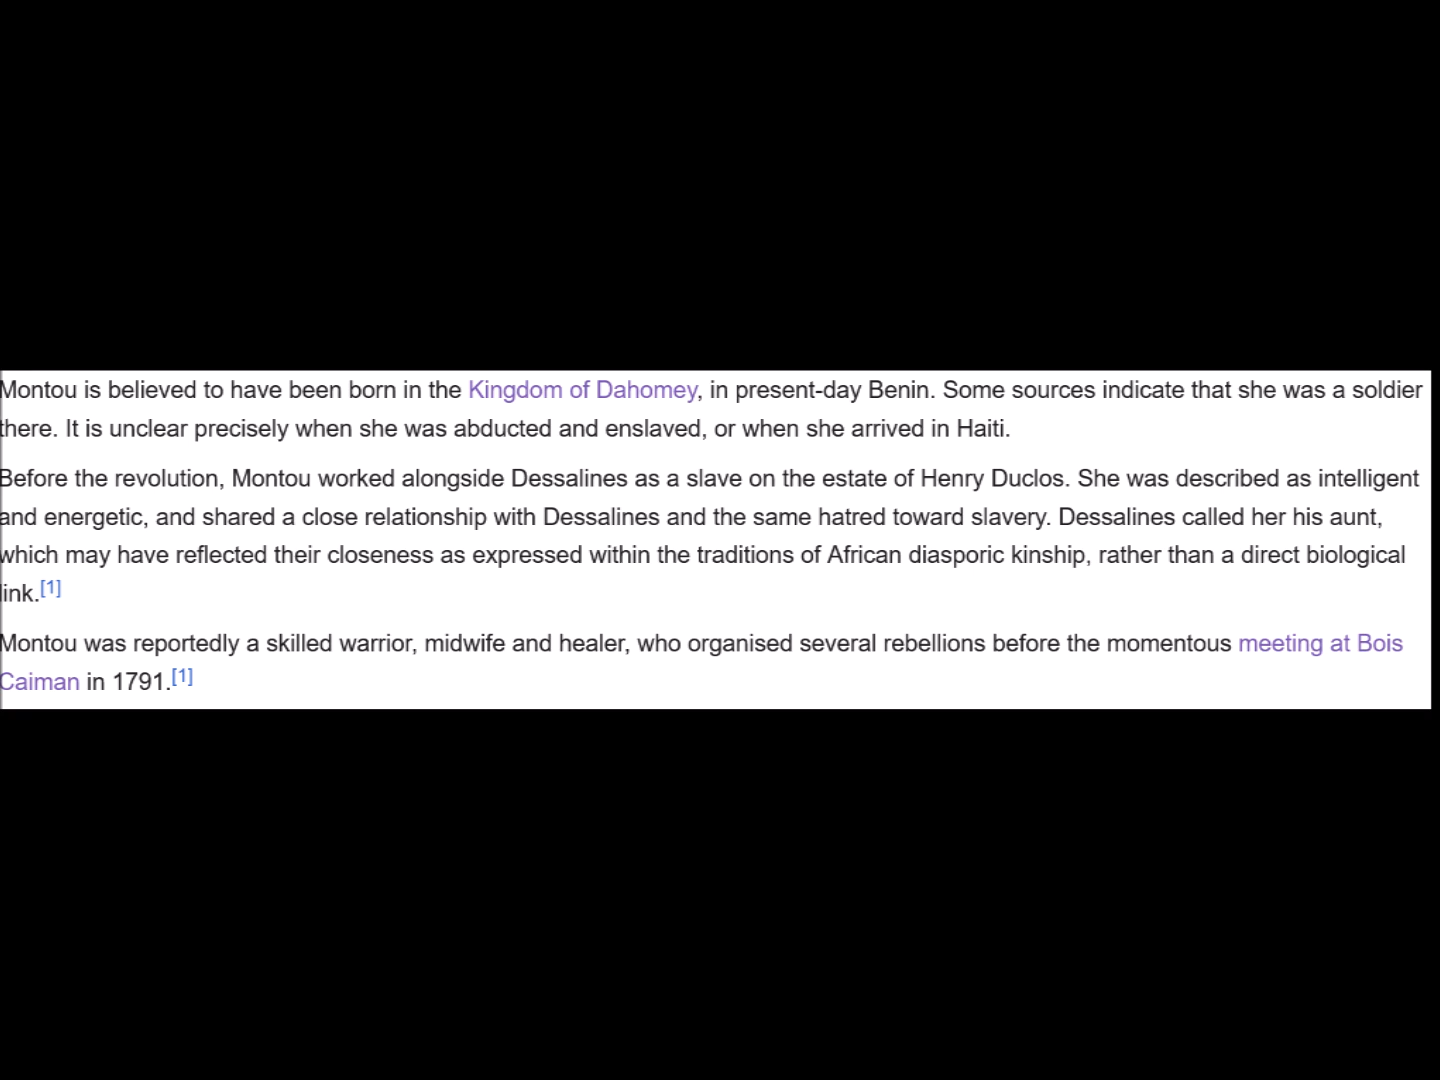 Montou is believed to have been born in the Kingdom of Dahomey, in present-day Benin. Some sources indicate that she was a soldier
there. It is unclear precisely when she was abducted and enslaved, or when she arrived in Haiti.
Before the revolution, Montou worked alongside Dessalines as a slave on the estate of Henry Duclos. She was described as intelligent
and energetic, and shared a close relationship with Dessalines and the same hatred toward slavery. Dessalines called her his aunt,
which may have reflected their closeness as expressed within the traditions of African diasporic kinship, rather than a direct biological
link.[1]
Montou was reportedly a skilled warrior, midwife and healer, who organised several rebellions before the momentous meeting at Bois
Caiman in 1791.[1]